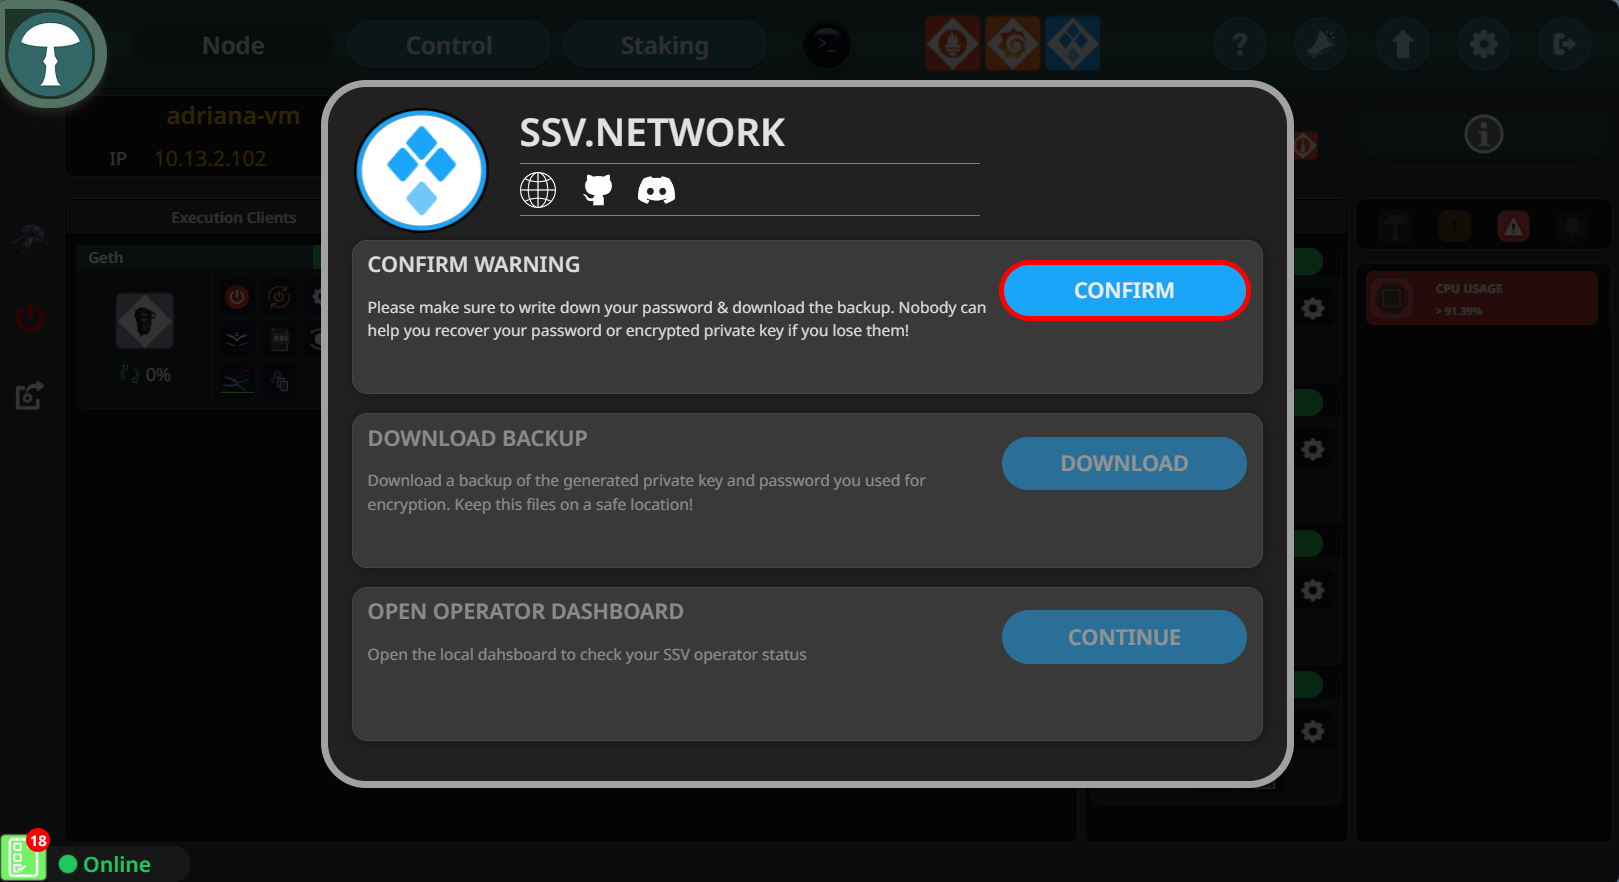 Node
Control
Staking
>_
?
adriana-vm
IP 10.13.2.102
Execution Clients
Geth
DOC
0%
SSV.NETWORK
CONFIRM WARNING
Please make sure to write down your password & download the backup. Nobody can
help you recover your password or encrypted private key if you lose them!
CONFIRM
DOWNLOAD BACKUP
Download a backup of the generated private key and password you used for
encryption. Keep this files on a safe location!
DOWNLOAD
OPEN OPERATOR DASHBOARD
Open the local dahsboard to check your SSV operator status
CONTINUE
CPU USAGE
> 91.39%
18
Online